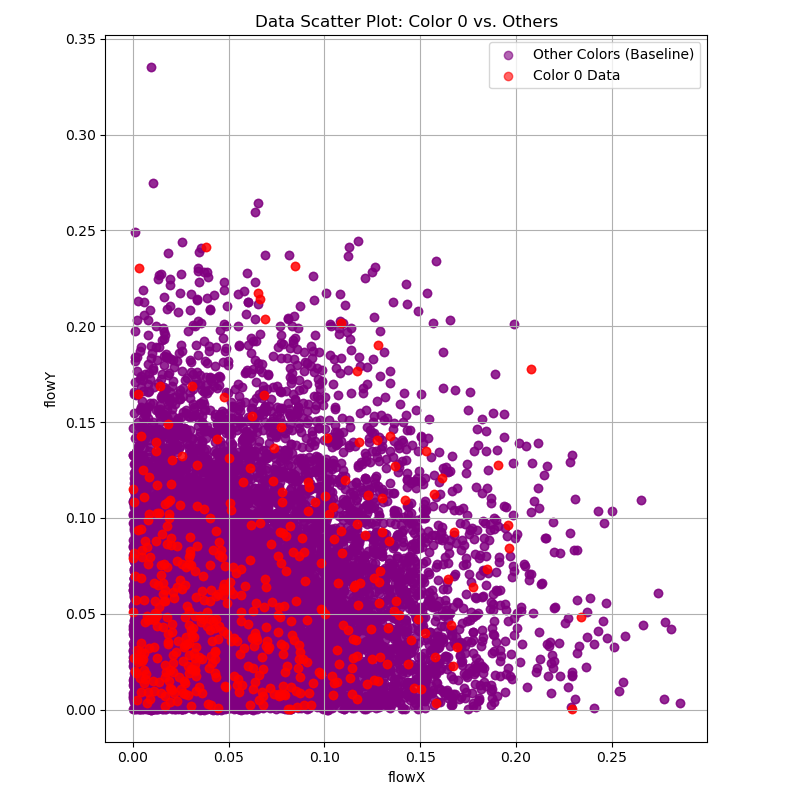 Data Scatter Plot: Color 0 vs. Others
Other Colors (Baseline)
Color 0 Data
flowY
0.35
0.30
0.25
0.20
0.15
0.10
0.05
0.00
0.00 0.05 0.10 0.15 0.20 0.25
flowX